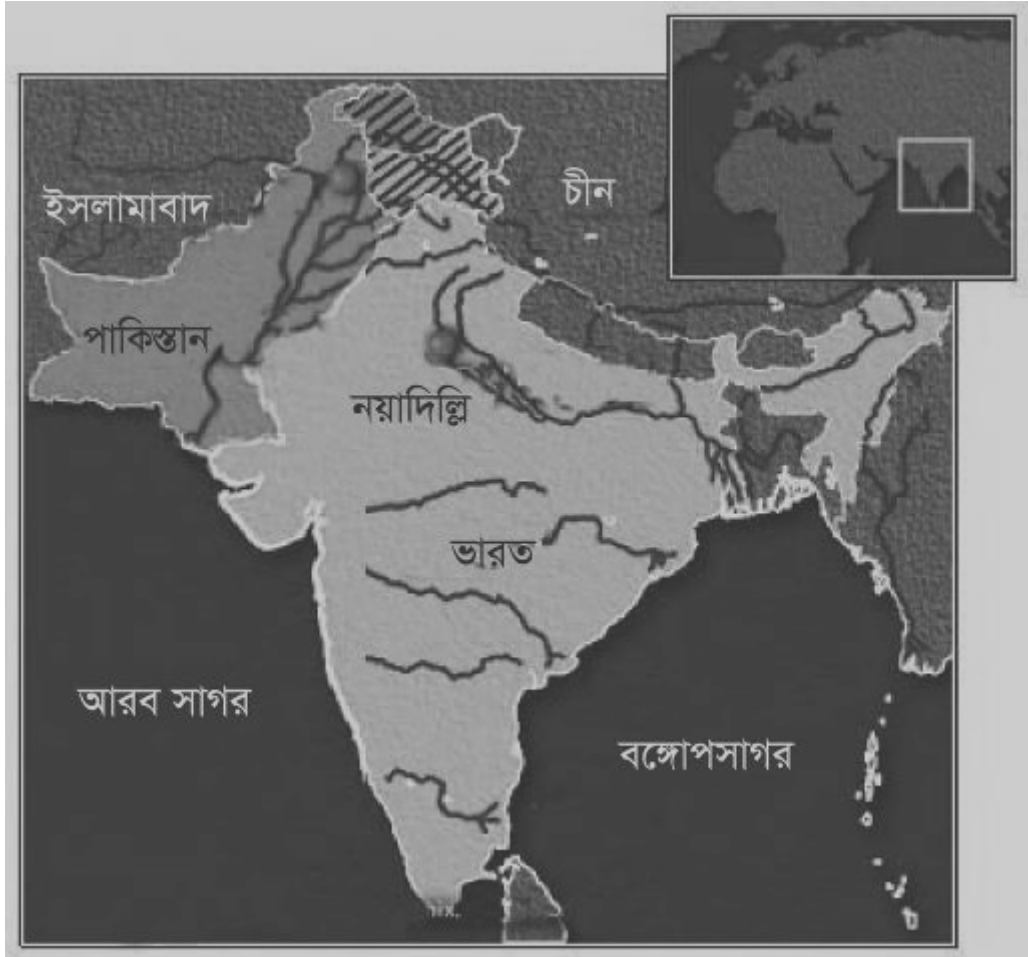 ইসলামাবাদ
চীন
পাকিস্তান
নয়াদিল্লি
ভারত
আরব সাগর
বঙ্গোপসাগর